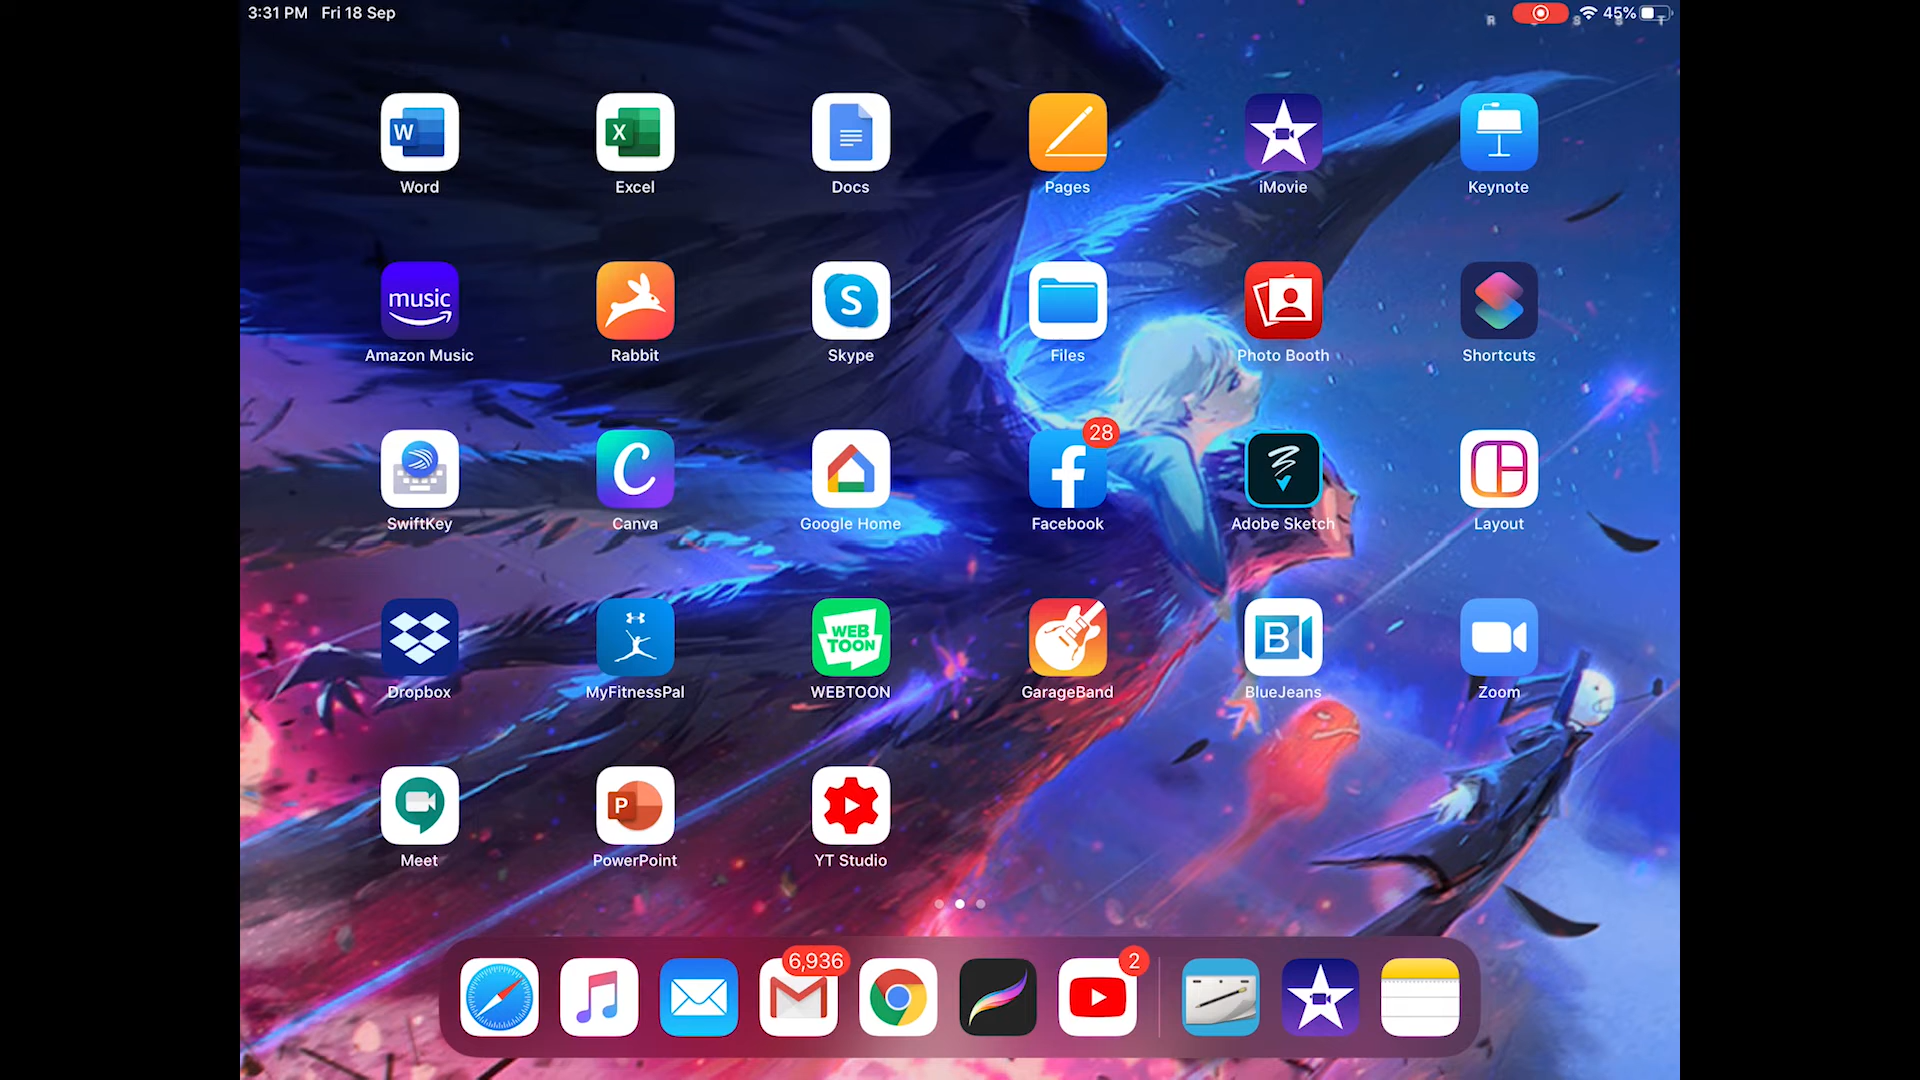 3:31 PM Fri 18 Sep
45%
W
X
Word Excel Docs Pages iMovie Keynote
music
S
Amazon Music Rabbit Skype Files Photo Booth Shortcuts
28
SwiftKey Canva Google Home Facebook Adobe Sketch Layout
WEB
TOON
B
Dropbox MyFitnessPal WEBTOON GarageBand BlueJeans Zoom
P
Meet PowerPoint YT Studio
6,936
2